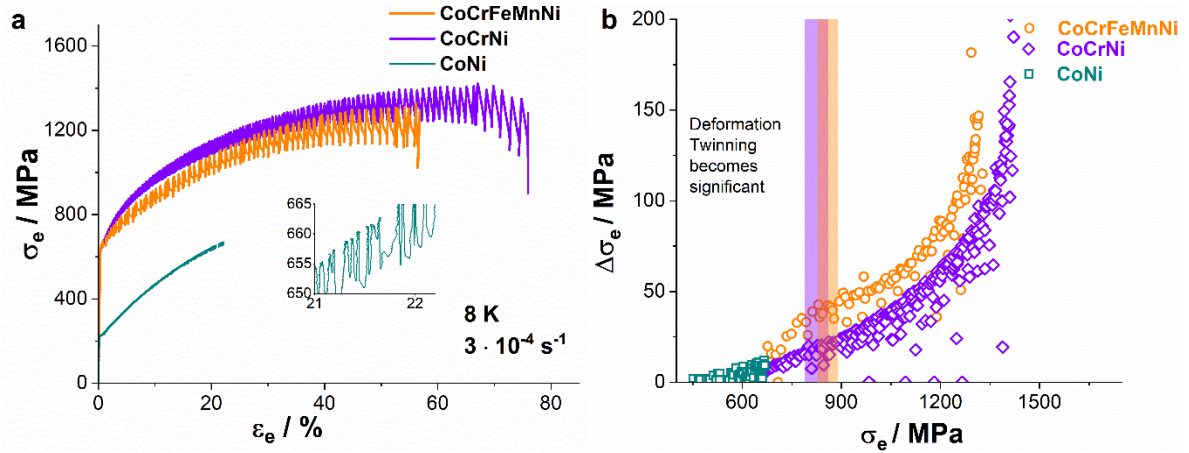 a
CoCrFeMnNi
CoCrNi
CoNi
1600
1200
800
400
0
σₑ / MPa
665
660
655
650
21
22
8 K
3 · 10⁻⁴ s⁻¹
0
20
40
60
80
εₑ / %
b
CoCrFeMnNi
CoCrNi
CoNi
200
150
100
50
0
Δσₑ / MPa
Deformation
Twinning
becomes
significant
600
900
1200
1500
σₑ / MPa